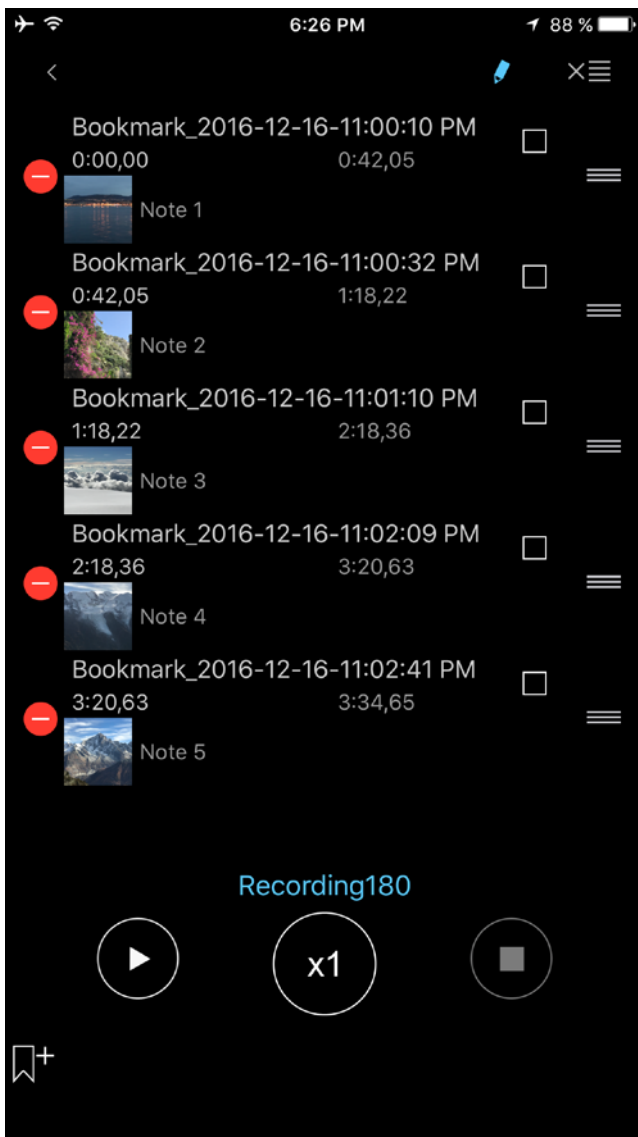 6:26 PM 88 %
Bookmark_2016-12-16-11:00:10 PM
0:00,00 0:42,05
Note 1
Bookmark_2016-12-16-11:00:32 PM
0:42,05 1:18,22
Note 2
Bookmark_2016-12-16-11:01:10 PM
1:18,22 2:18,36
Note 3
Bookmark_2016-12-16-11:02:09 PM
2:18,36 3:20,63
Note 4
Bookmark_2016-12-16-11:02:41 PM
3:20,63 3:34,65
Note 5
Recording180
x1